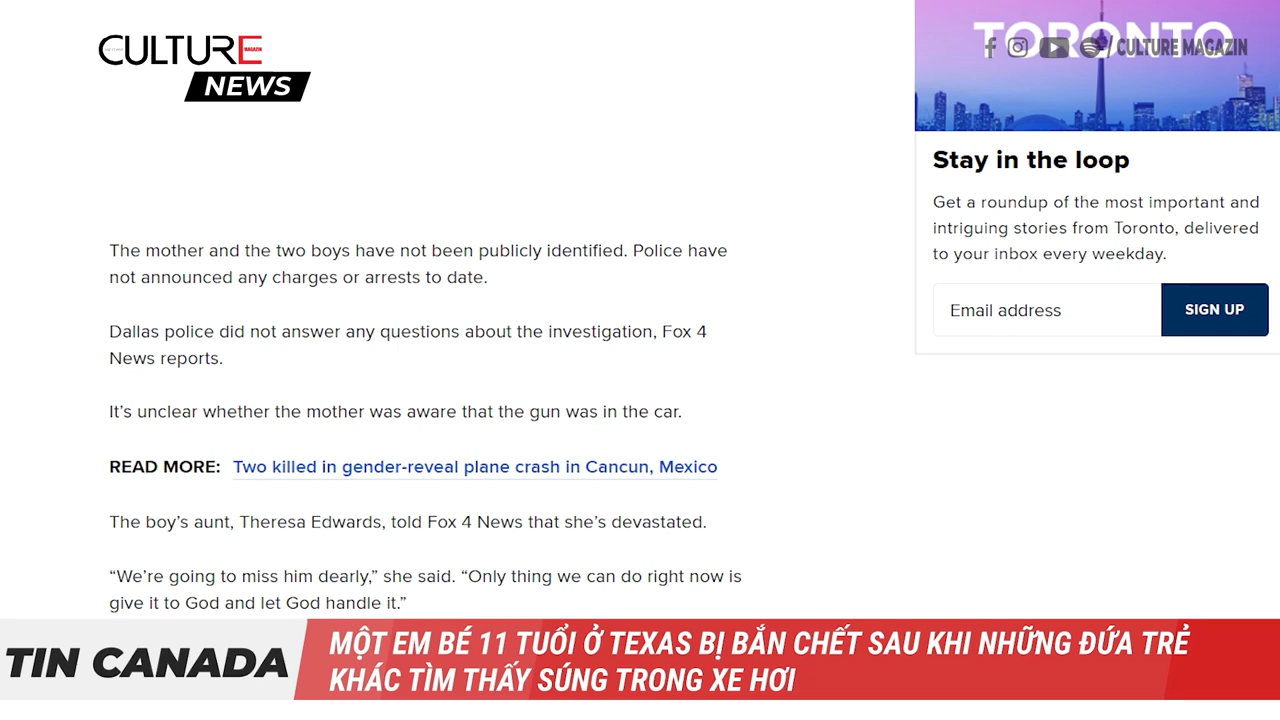 CULTURE MAGAZIN
NEWS
TORONTO
/ CULTURE MAGAZIN
Stay in the loop
Get a roundup of the most important and
intriguing stories from Toronto, delivered
to your inbox every weekday.
Email address
SIGN UP
The mother and the two boys have not been publicly identified. Police have
not announced any charges or arrests to date.
Dallas police did not answer any questions about the investigation, Fox 4
News reports.
It’s unclear whether the mother was aware that the gun was in the car.
READ MORE: Two killed in gender-reveal plane crash in Cancun, Mexico
The boy’s aunt, Theresa Edwards, told Fox 4 News that she’s devastated.
“We’re going to miss him dearly,” she said. “Only thing we can do right now is
give it to God and let God handle it.”
TIN CANADA
MỘT EM BÉ 11 TUỔI Ở TEXAS BỊ BẮN CHẾT SAU KHI NHỮNG ĐỨA TRẺ
KHÁC TÌM THẤY SÚNG TRONG XE HƠI